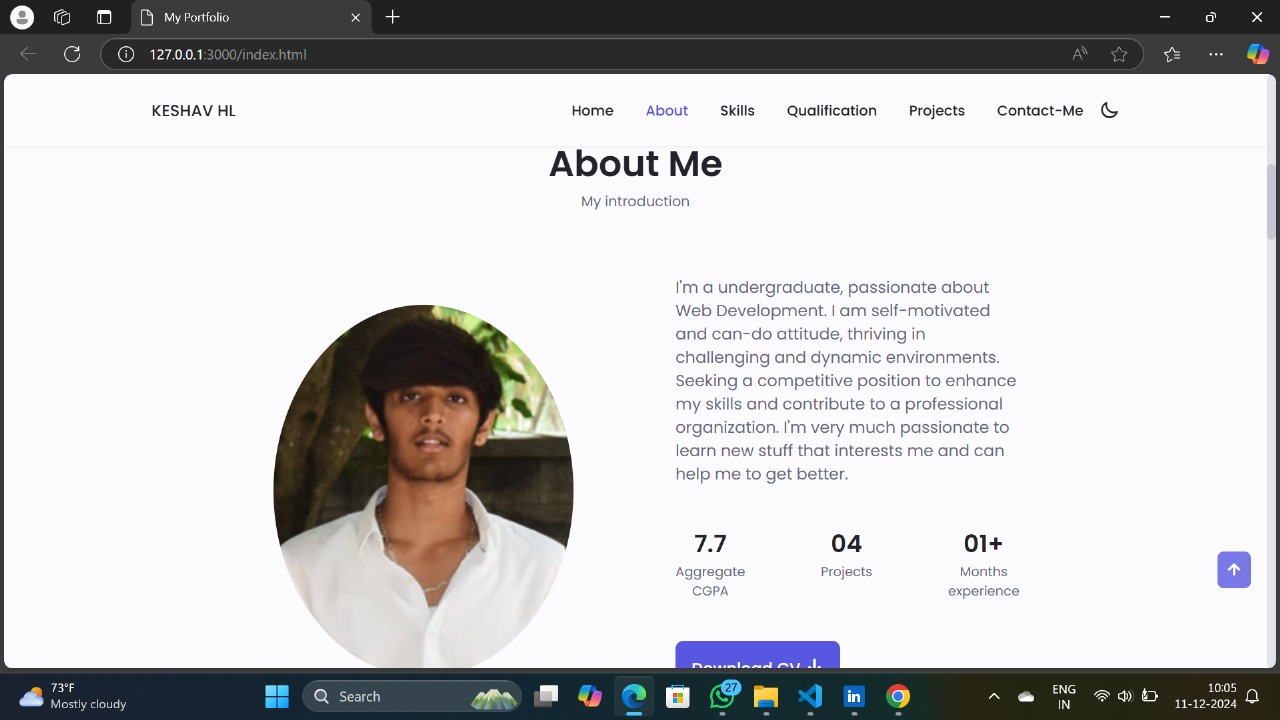 My Portfolio
127.0.0.1:3000/index.html
KESHAV HL
Home About Skills Qualification Projects Contact-Me
About Me
My introduction
I'm a undergraduate, passionate about
Web Development. I am self-motivated
and can-do attitude, thriving in
challenging and dynamic environments.
Seeking a competitive position to enhance
my skills and contribute to a professional
organization. I'm very much passionate to
learn new stuff that interests me and can
help me to get better.
7.7 04 01+
Aggregate Projects Months
CGPA experience
Download CV
73°F
Mostly cloudy
Search
27
in
ENG
IN
10:05
11-12-2024